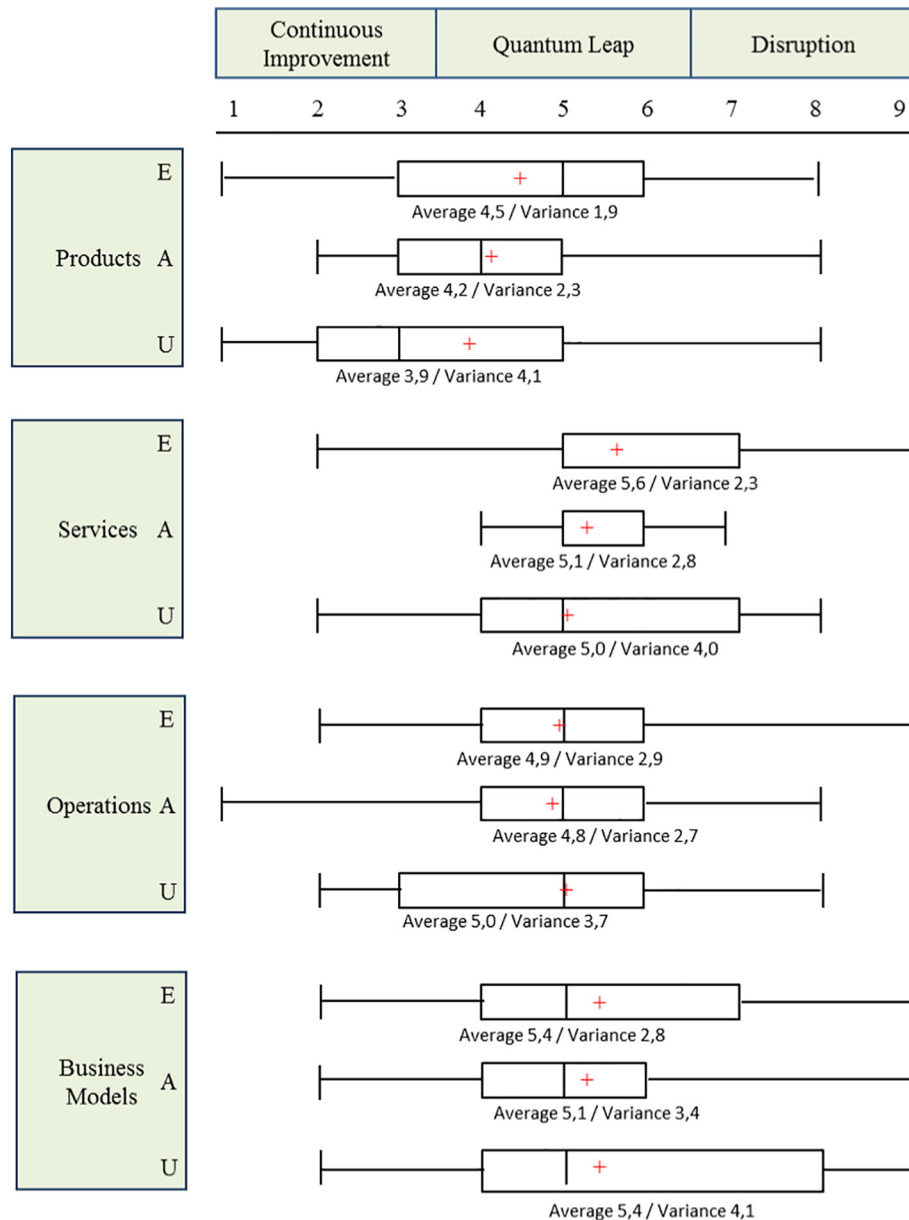 Continuous
Improvement
Quantum Leap
Disruption
1 2 3 4 5 6 7 8 9
Products
E
Average 4,5 / Variance 1,9
A
Average 4,2 / Variance 2,3
U
Average 3,9 / Variance 4,1
Services
E
Average 5,6 / Variance 2,3
A
Average 5,1 / Variance 2,8
U
Average 5,0 / Variance 4,0
Operations
E
Average 4,9 / Variance 2,9
A
Average 4,8 / Variance 2,7
U
Average 5,0 / Variance 3,7
Business
Models
E
Average 5,4 / Variance 2,8
A
Average 5,1 / Variance 3,4
U
Average 5,4 / Variance 4,1